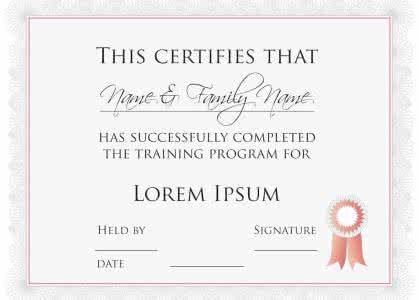 THIS CERTIFIES THAT
Name & Family Name
HAS SUCCESSFULLY COMPLETED
THE TRAINING PROGRAM FOR
LOREM IPSUM
HELD BY SIGNATURE
DATE